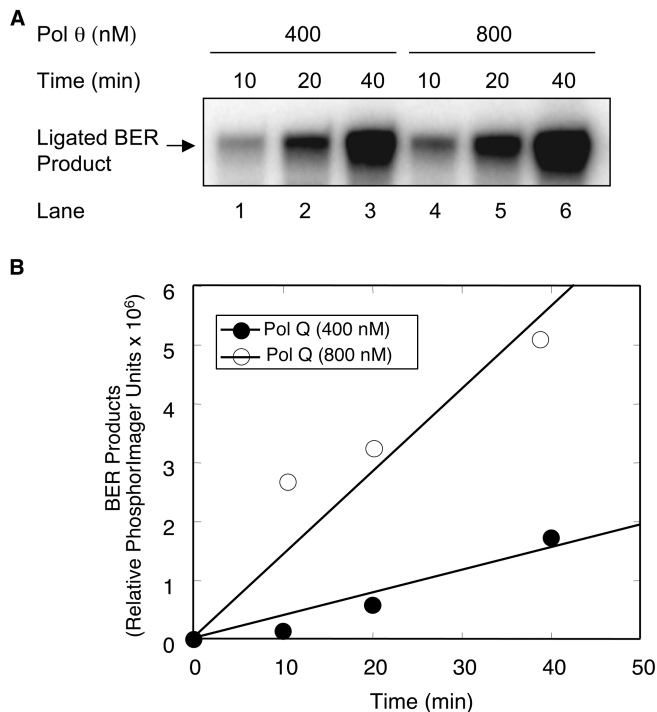 A
Pol θ (nM) 400 800
Time (min) 10 20 40 10 20 40
Ligated BER
Product
Lane 1 2 3 4 5 6
B
BER Products
(Relative PhosphorImager Units x 10⁶)
6
5
4
3
2
1
0
Pol Q (400 nM)
Pol Q (800 nM)
0 10 20 30 40 50
Time (min)